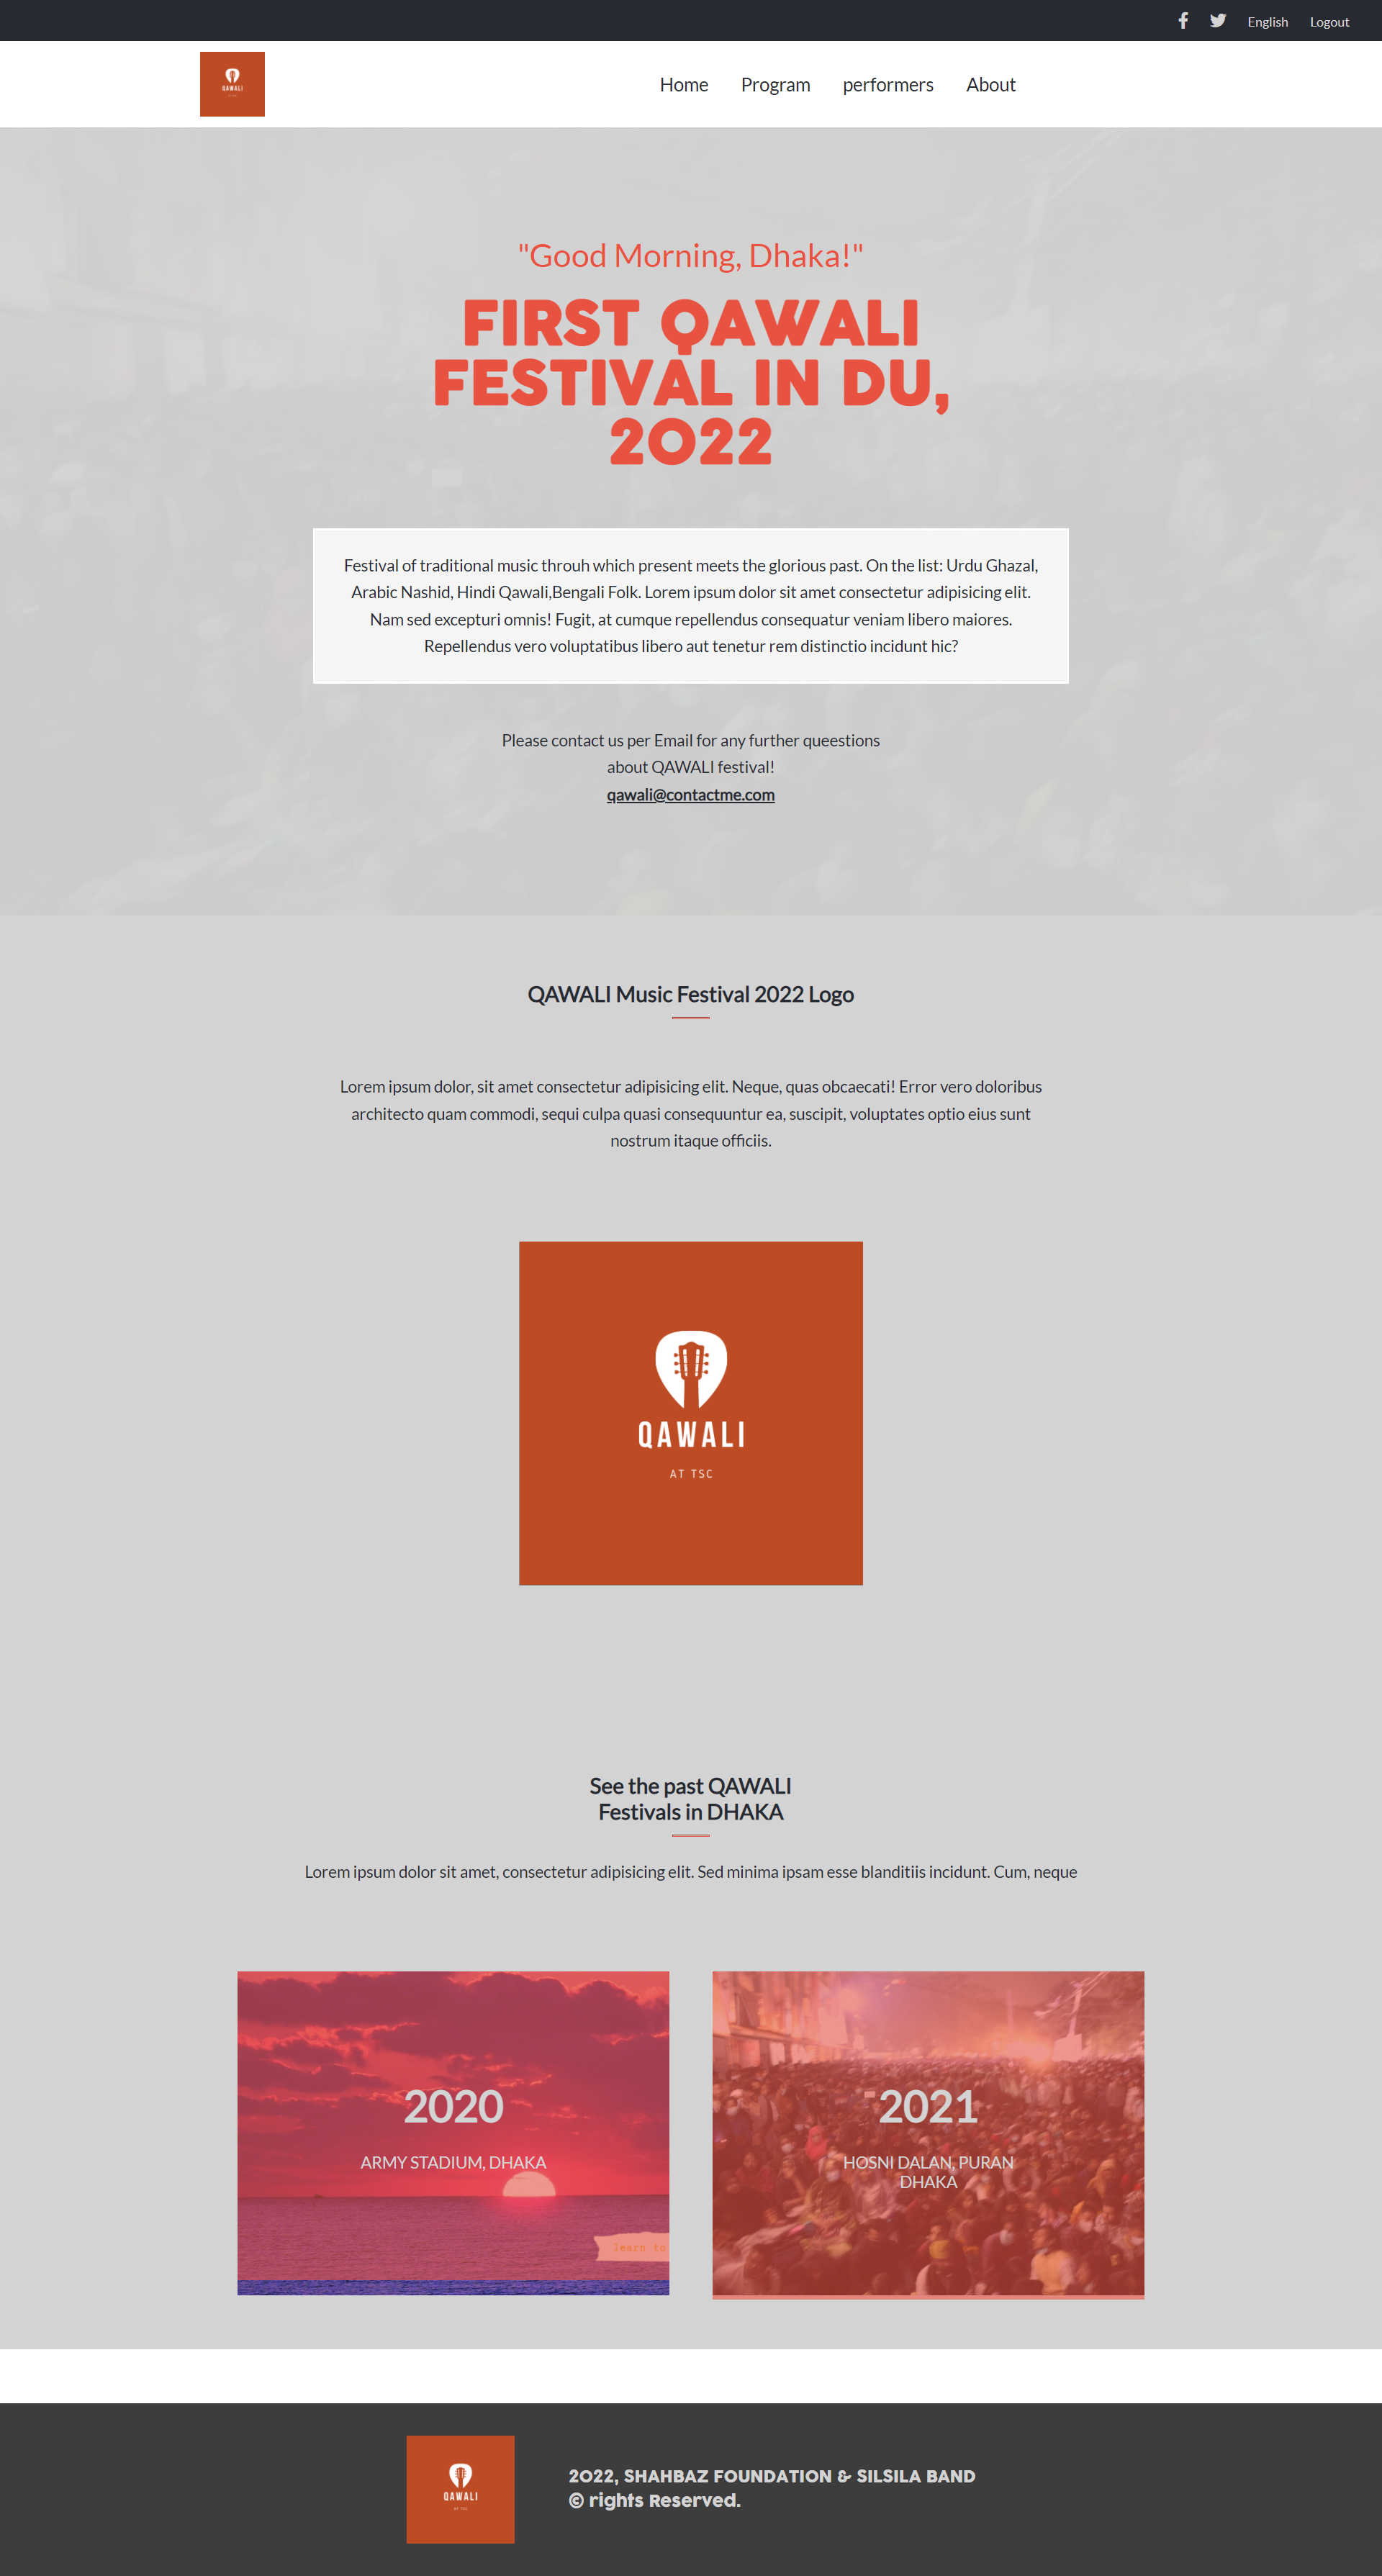 English Logout
QAWALI
Home Program performers About
"Good Morning, Dhaka!"
FIRST QAWALI
FESTIVAL IN DU,
2022
Festival of traditional music throuh which present meets the glorious past. On the list: Urdu Ghazal,
Arabic Nashid, Hindi Qawali,Bengali Folk. Lorem ipsum dolor sit amet consectetur adipisicing elit.
Nam sed excepturi omnis! Fugit, at cumque repellendus consequatur veniam libero maiores.
Repellendus vero voluptatibus libero aut tenetur rem distinctio incidunt hic?
Please contact us per Email for any further queestions
about QAWALI festival!
qawali@contactme.com
QAWALI Music Festival 2022 Logo
Lorem ipsum dolor, sit amet consectetur adipisicing elit. Neque, quas obcaecati! Error vero doloribus
architecto quam commodi, sequi culpa quasi consequuntur ea, suscipit, voluptates optio eius sunt
nostrum itaque officiis.
QAWALI
AT TSC
See the past QAWALI
Festivals in DHAKA
Lorem ipsum dolor sit amet, consectetur adipisicing elit. Sed minima ipsam esse blanditiis incidunt. Cum, neque
2020
ARMY STADIUM, DHAKA
learn to
2021
HOSNI DALAN, PURAN
DHAKA
QAWALI
AT TSC
2022, SHAHBAZ FOUNDATION & SILSILA BAND
© rights Reserved.